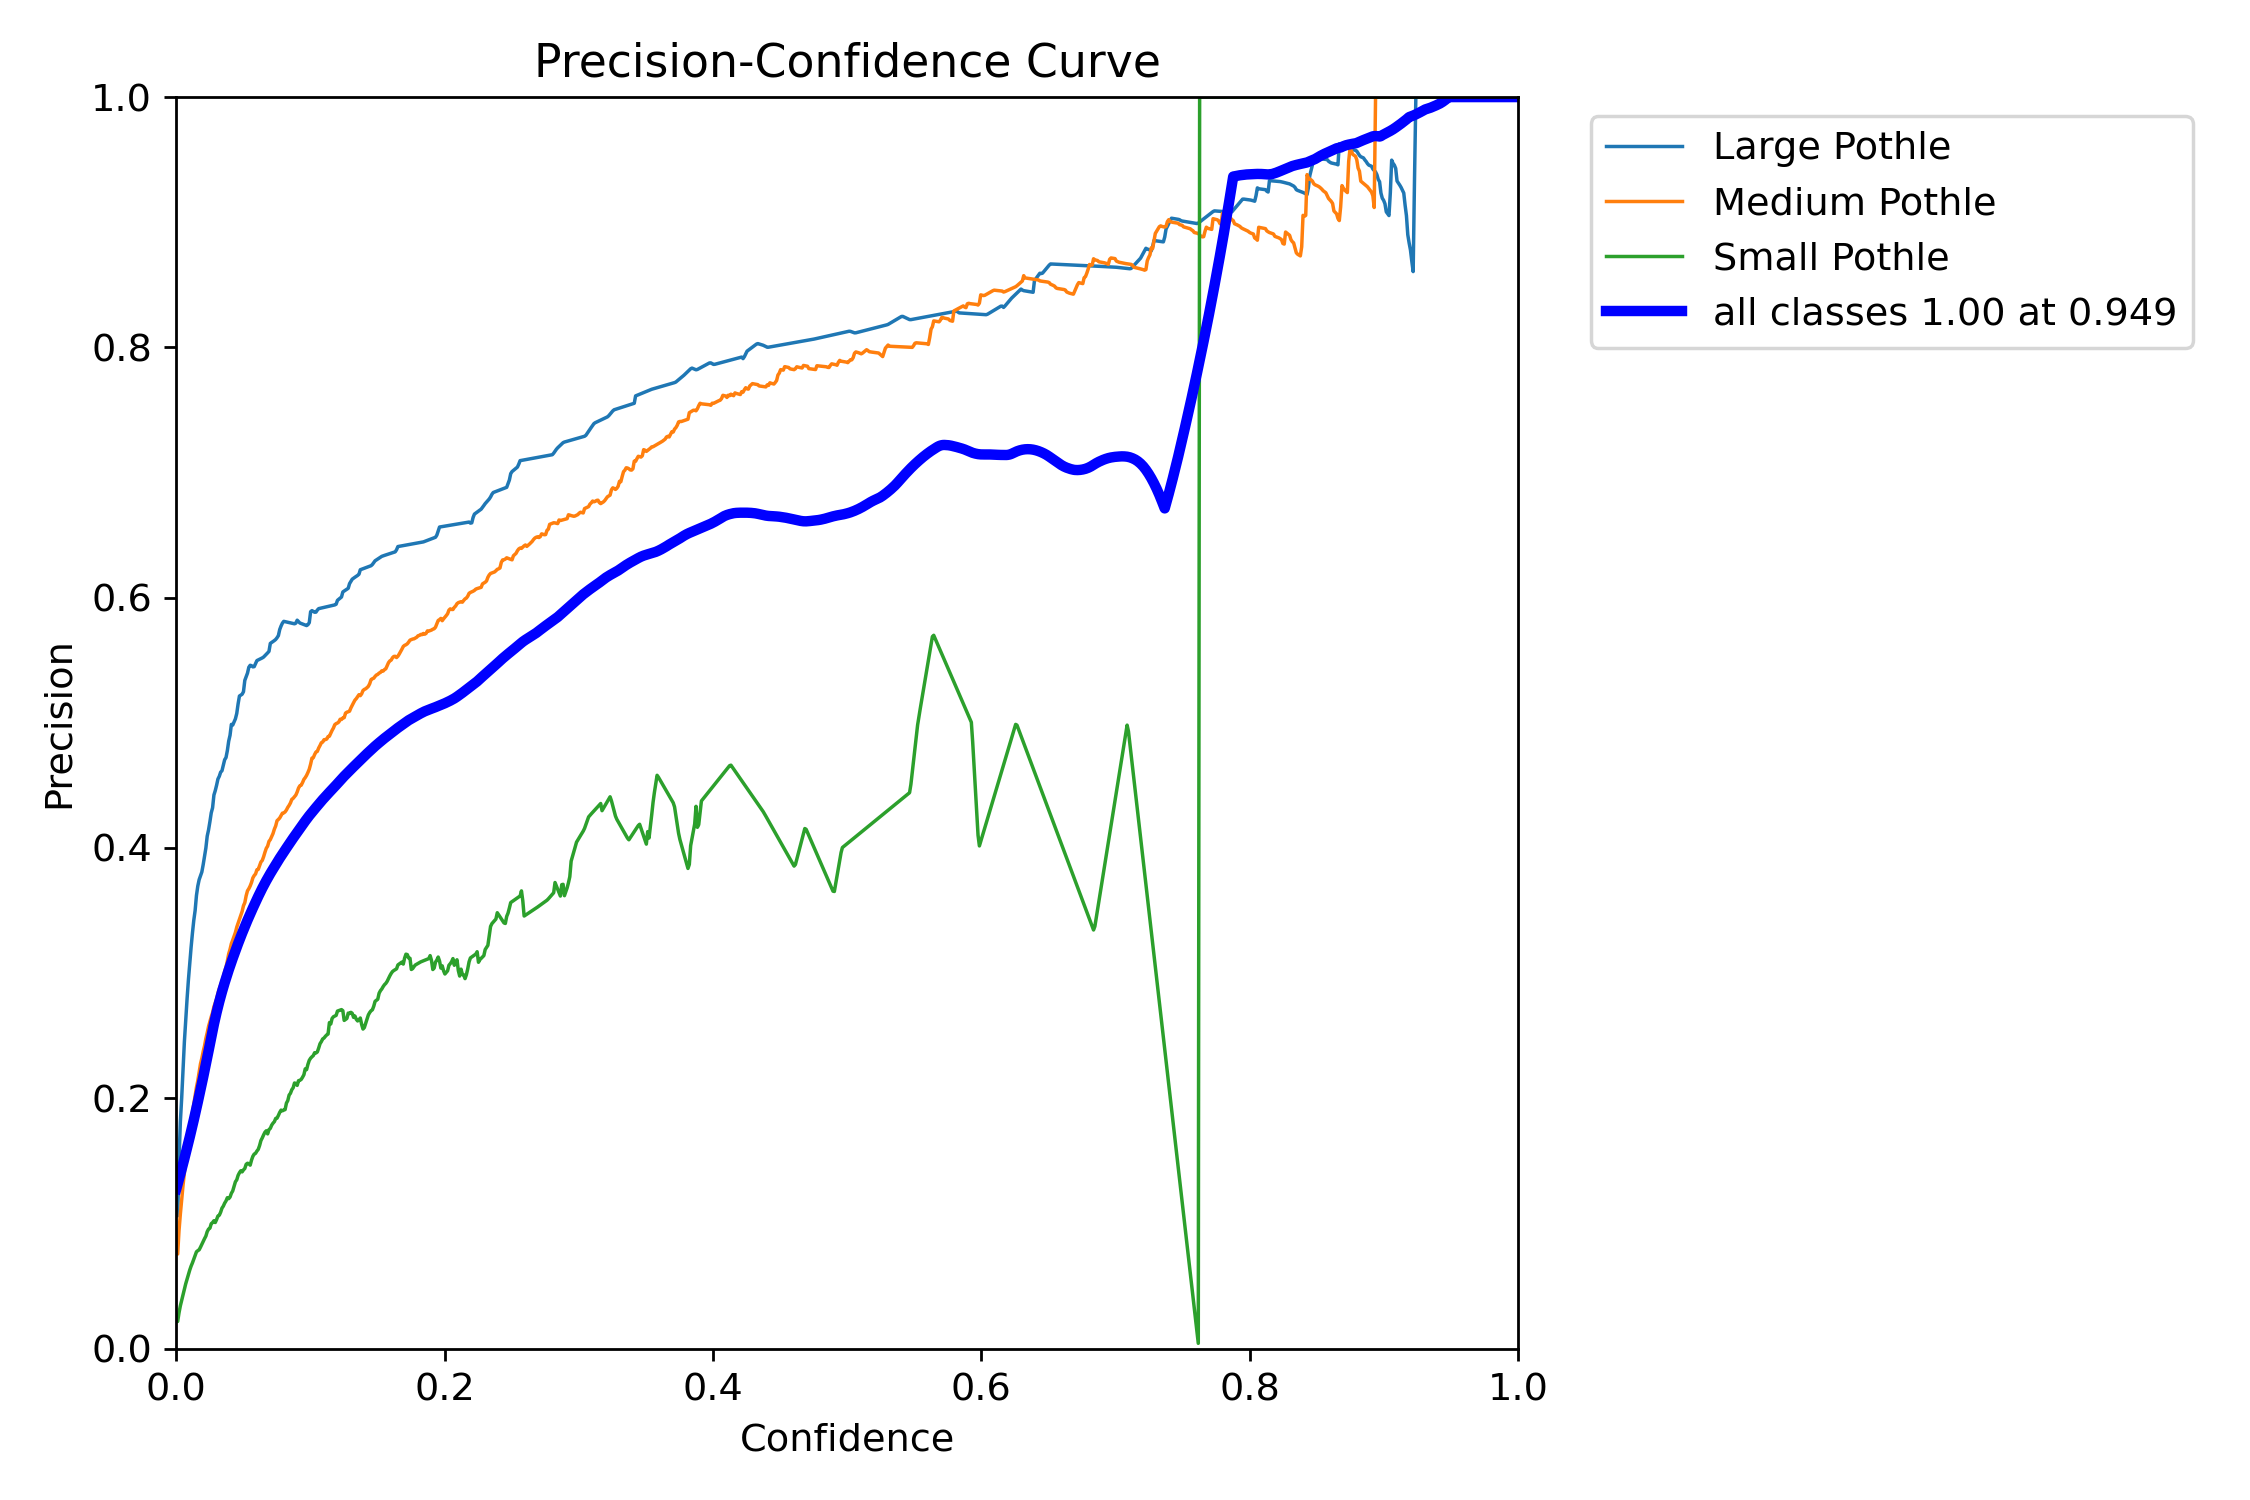 Precision-Confidence Curve
1.0
0.8
0.6
0.4
0.2
0.0
Precision
0.0 0.2 0.4 0.6 0.8 1.0
Confidence
Large Pothle
Medium Pothle
Small Pothle
all classes 1.00 at 0.949